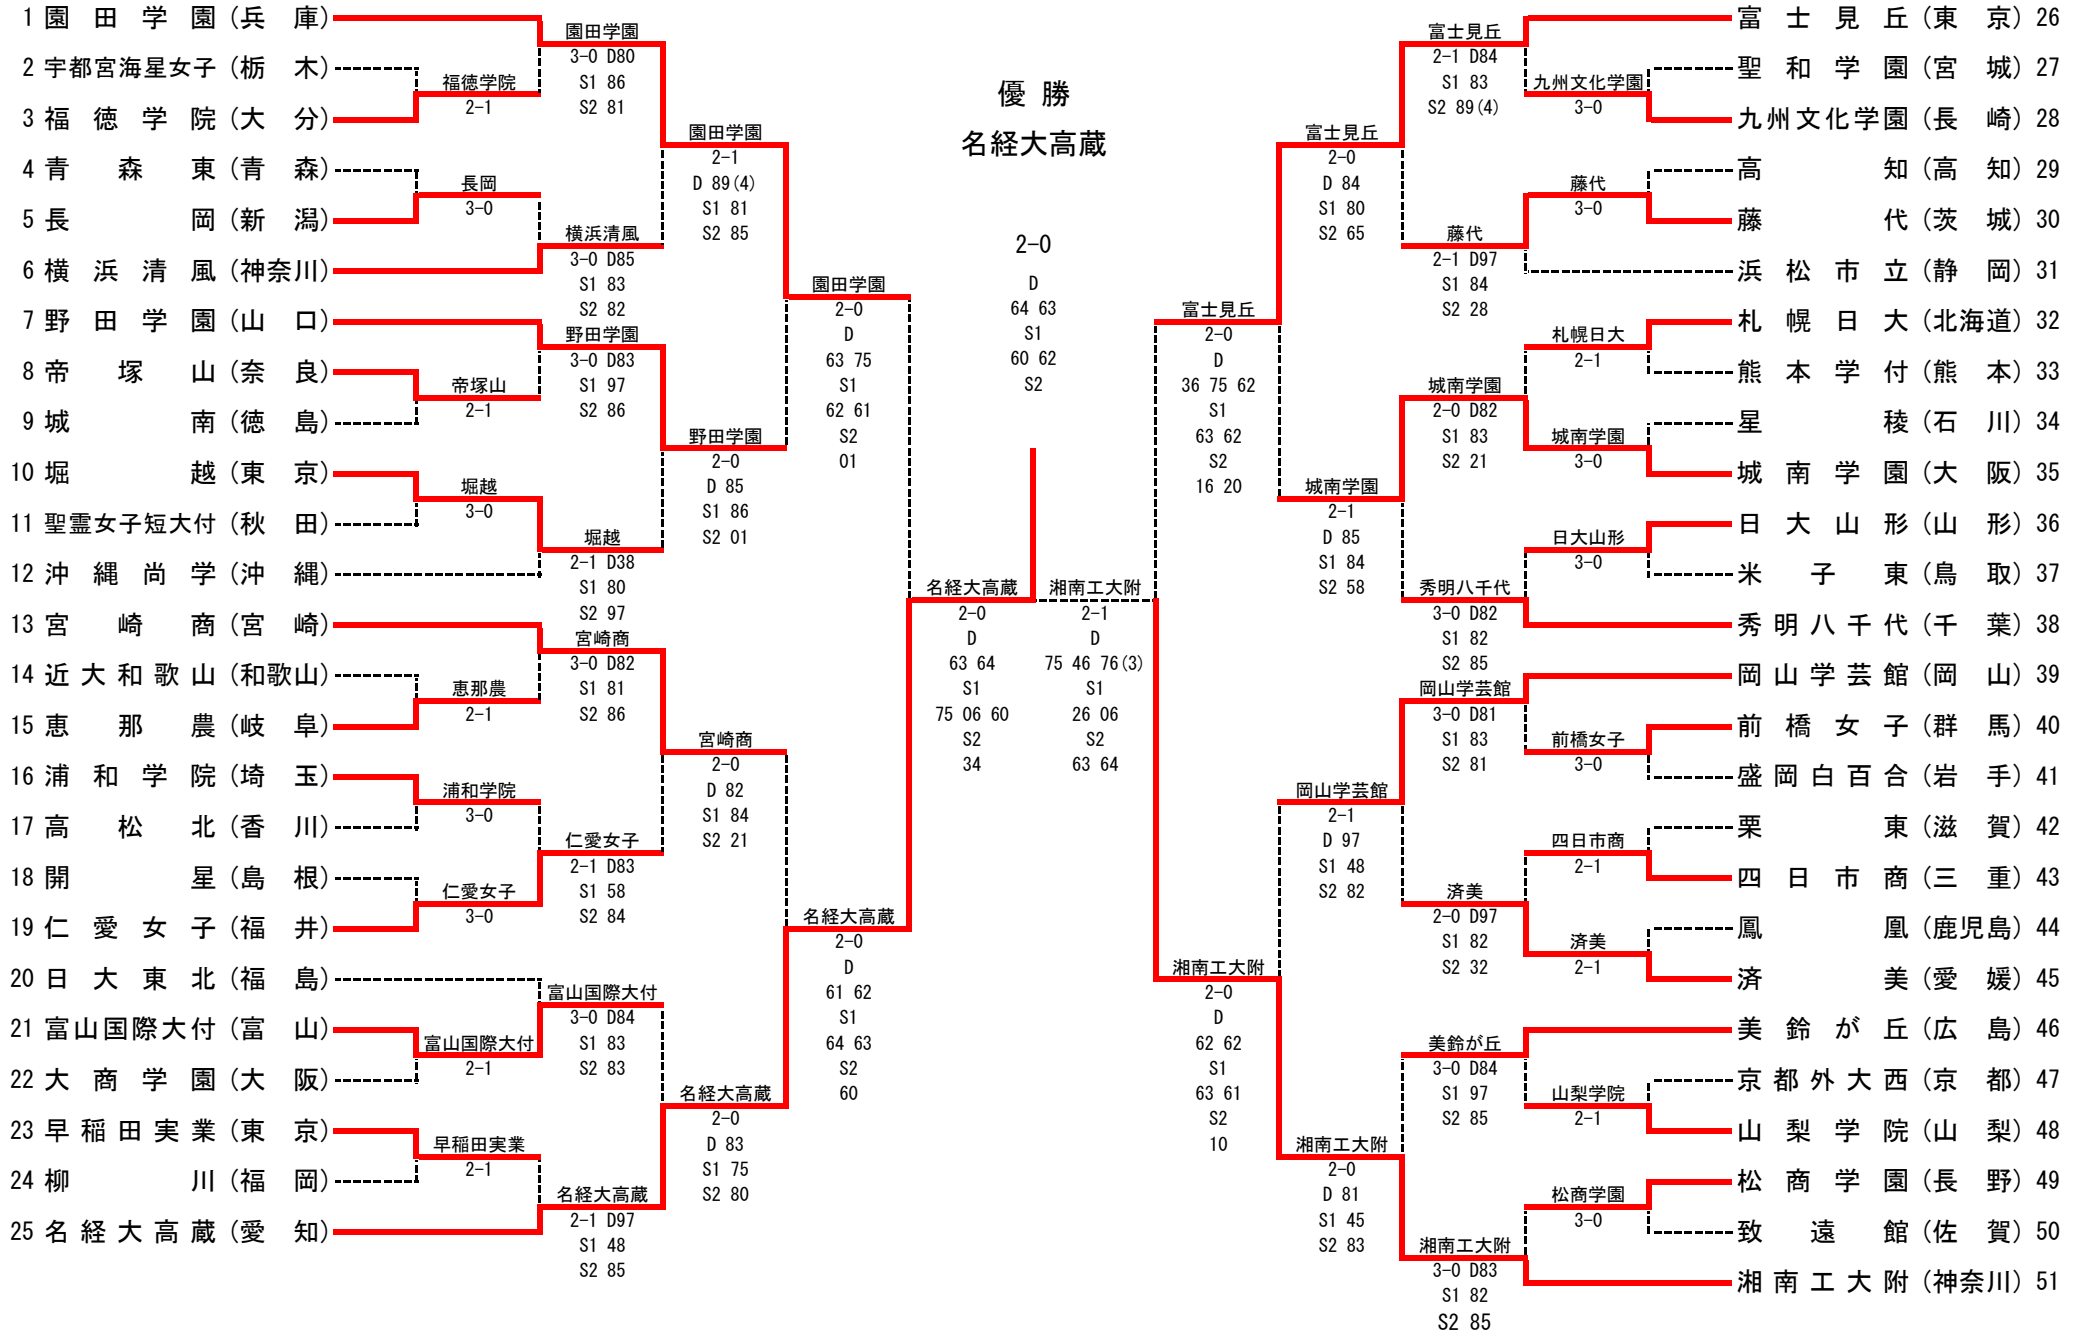 1 園田学園（兵庫）
2 宇都宮海星女子（栃木）
3 福徳学院（大分）
4 青森東（青森）
5 長岡（新潟）
6 横浜清風（神奈川）
7 野田学園（山口）
8 帝塚山（奈良）
9 城南（徳島）
10 堀越（東京）
11 聖霊女子短大付（秋田）
12 沖縄尚学（沖縄）
13 宮崎商（宮崎）
14 近大和歌山（和歌山）
15 恵那農（岐阜）
16 浦和学院（埼玉）
17 高松北（香川）
18 開星（島根）
19 仁愛女子（福井）
20 日大東北（福島）
21 富山国際大付（富山）
22 大商学園（大阪）
23 早稲田実業（東京）
24 柳川（福岡）
25 名経大高蔵（愛知）
福徳学院
2-1
長岡
3-0
帝塚山
2-1
堀越
3-0
恵那農
2-1
浦和学院
3-0
仁愛女子
3-0
富山国際大付
2-1
早稲田実業
2-1
園田学園
3-0 D80
S1 86
S2 81
横浜清風
3-0 D85
S1 83
S2 82
野田学園
3-0 D83
S1 97
S2 86
堀越
2-1 D38
S1 80
S2 97
宮崎商
3-0 D82
S1 81
S2 86
仁愛女子
2-1 D83
S1 58
S2 84
富山国際大付
3-0 D84
S1 83
S2 83
名経大高蔵
2-1 D97
S1 48
S2 85
園田学園
2-1
D 89(4)
S1 81
S2 85
野田学園
2-0
D 85
S1 86
S2 01
宮崎商
2-0
D 82
S1 84
S2 21
名経大高蔵
2-0
D 83
S1 75
S2 80
園田学園
2-0
D
63 75
S1
62 61
S2
01
名経大高蔵
2-0
D
61 62
S1
64 63
S2
60
名経大高蔵
2-0
D
63 64
S1
75 06 60
S2
34
優勝
名経大高蔵
2-0
D
64 63
S1
60 62
S2
湘南工大附
2-1
D
75 46 76(3)
S1
26 06
S2
63 64
富士見丘
2-0
D
36 75 62
S1
63 62
S2
16 20
湘南工大附
2-0
D
62 62
S1
63 61
S2
10
富士見丘
2-0
D 84
S1 80
S2 65
城南学園
2-1
D 85
S1 84
S2 58
岡山学芸館
2-1
D 97
S1 48
S2 82
湘南工大附
2-0
D 81
S1 45
S2 83
富士見丘
2-1 D84
S1 83
S2 89(4)
藤代
2-1 D97
S1 84
S2 28
城南学園
2-0 D82
S1 83
S2 21
秀明八千代
3-0 D82
S1 82
S2 85
岡山学芸館
3-0 D81
S1 83
S2 81
済美
2-0 D97
S1 82
S2 32
美鈴が丘
3-0 D84
S1 97
S2 85
湘南工大附
3-0 D83
S1 82
S2 85
九州文化学園
3-0
藤代
3-0
札幌日大
2-1
城南学園
3-0
日大山形
3-0
前橋女子
3-0
四日市商
2-1
済美
2-1
山梨学院
2-1
松商学園
3-0
富士見丘（東京）26
聖和学園（宮城）27
九州文化学園（長崎）28
高知（高知）29
藤代（茨城）30
浜松市立（静岡）31
札幌日大（北海道）32
熊本学付（熊本）33
星稜（石川）34
城南学園（大阪）35
日大山形（山形）36
米子東（鳥取）37
秀明八千代（千葉）38
岡山学芸館（岡山）39
前橋女子（群馬）40
盛岡白百合（岩手）41
栗東（滋賀）42
四日市商（三重）43
鳳凰（鹿児島）44
済美（愛媛）45
美鈴が丘（広島）46
京都外大西（京都）47
山梨学院（山梨）48
松商学園（長野）49
致遠館（佐賀）50
湘南工大附（神奈川）51